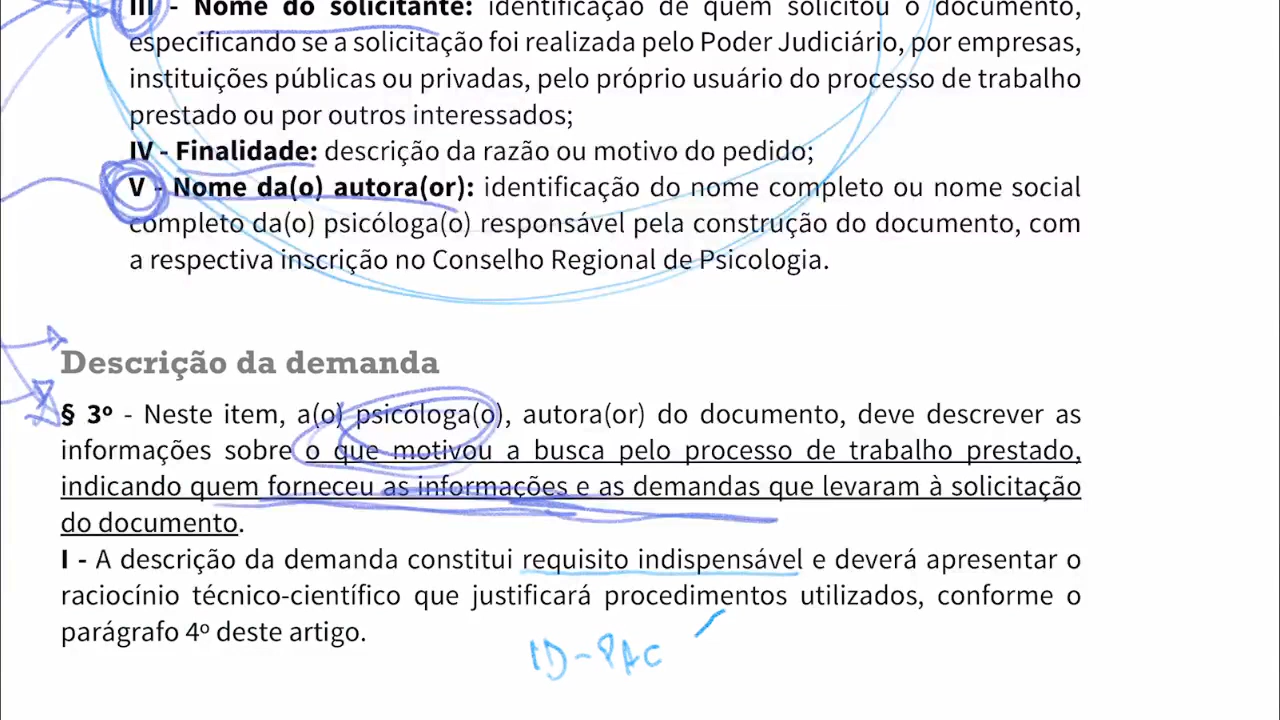 III - Nome do solicitante: identificação de quem solicitou o documento,
especificando se a solicitação foi realizada pelo Poder Judiciário, por empresas,
instituições públicas ou privadas, pelo próprio usuário do processo de trabalho
prestado ou por outros interessados;
IV - Finalidade: descrição da razão ou motivo do pedido;
V - Nome da(o) autora(or): identificação do nome completo ou nome social
completo da(o) psicóloga(o) responsável pela construção do documento, com
a respectiva inscrição no Conselho Regional de Psicologia.
Descrição da demanda
§ 3º - Neste item, a(o) psicóloga(o), autora(or) do documento, deve descrever as
informações sobre o que motivou a busca pelo processo de trabalho prestado,
indicando quem forneceu as informações e as demandas que levaram à solicitação
do documento.
I - A descrição da demanda constitui requisito indispensável e deverá apresentar o
raciocínio técnico-científico que justificará procedimentos utilizados, conforme o
parágrafo 4º deste artigo.
ID-PAC